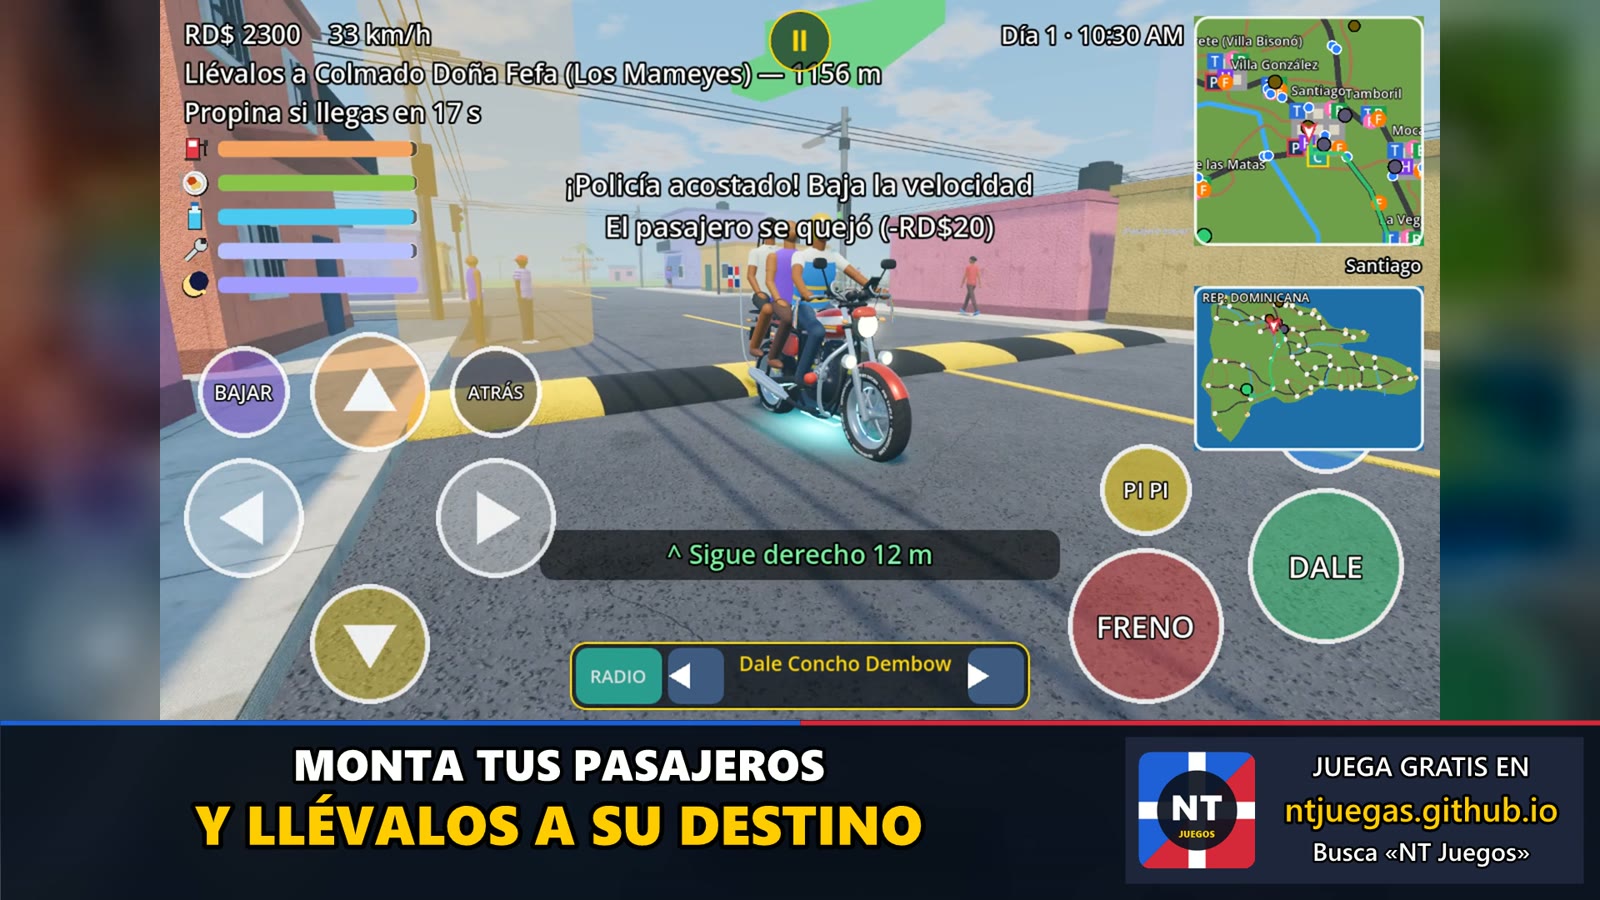 RD$ 2300 33 km/h
Llévalos a Colmado Doña Fefa (Los Mameyes) — 1156 m
Propina si llegas en 17 s
Día 1 · 10:30 AM
ete (Villa Bisonó)
Villa González
Santiago
Tamboril
Moca
e las Matas
a Veg
Santiago
REP. DOMINICANA
¡Policía acostado! Baja la velocidad
El pasajero se quejó (-RD$20)
BAJAR
ATRÁS
PI PI
DALE
FRENO
^ Sigue derecho 12 m
RADIO
Dale Concho Dembow
MONTA TUS PASAJEROS
Y LLÉVALOS A SU DESTINO
NT
JUEGOS
JUEGA GRATIS EN
ntjuegas.github.io
Busca «NT Juegos»